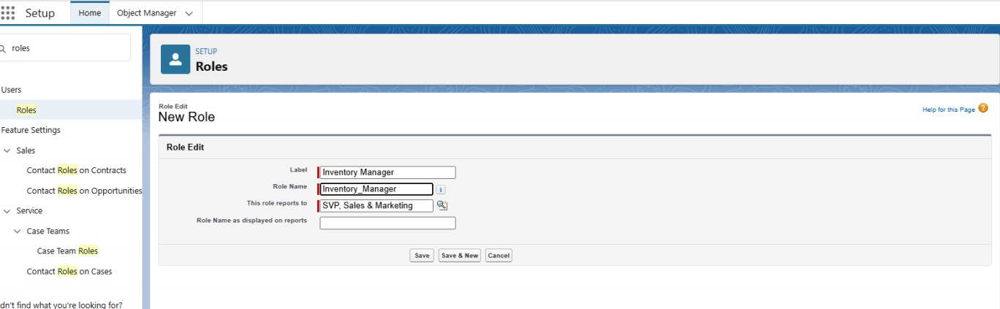 Setup Home Object Manager
roles
SETUP
Roles
Users
Roles
Feature Settings
Sales
Contact Roles on Contracts
Contact Roles on Opportunities
Service
Case Teams
Case Team Roles
Contact Roles on Cases
dn't find what you're looking for?
Role Edit
New Role
Help for this Page ?
Role Edit
Label Inventory Manager
Role Name Inventory_Manager i
This role reports to SVP, Sales & Marketing
Role Name as displayed on reports
Save Save & New Cancel